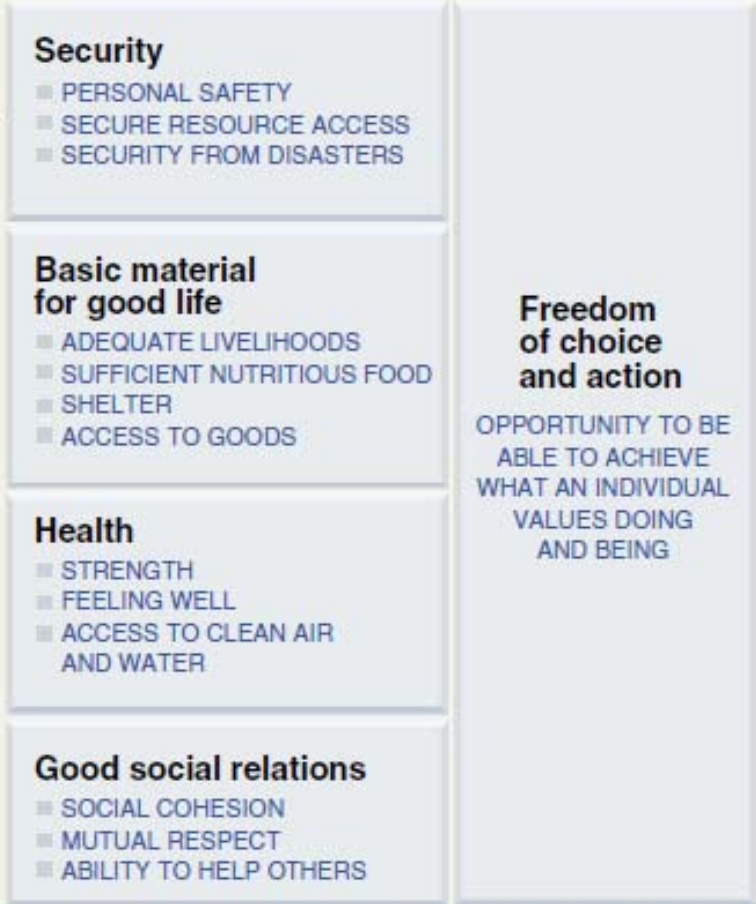 Security
PERSONAL SAFETY
SECURE RESOURCE ACCESS
SECURITY FROM DISASTERS
Basic material
for good life
ADEQUATE LIVELIHOODS
SUFFICIENT NUTRITIOUS FOOD
SHELTER
ACCESS TO GOODS
Health
STRENGTH
FEELING WELL
ACCESS TO CLEAN AIR
AND WATER
Good social relations
SOCIAL COHESION
MUTUAL RESPECT
ABILITY TO HELP OTHERS
Freedom
of choice
and action
OPPORTUNITY TO BE
ABLE TO ACHIEVE
WHAT AN INDIVIDUAL
VALUES DOING
AND BEING